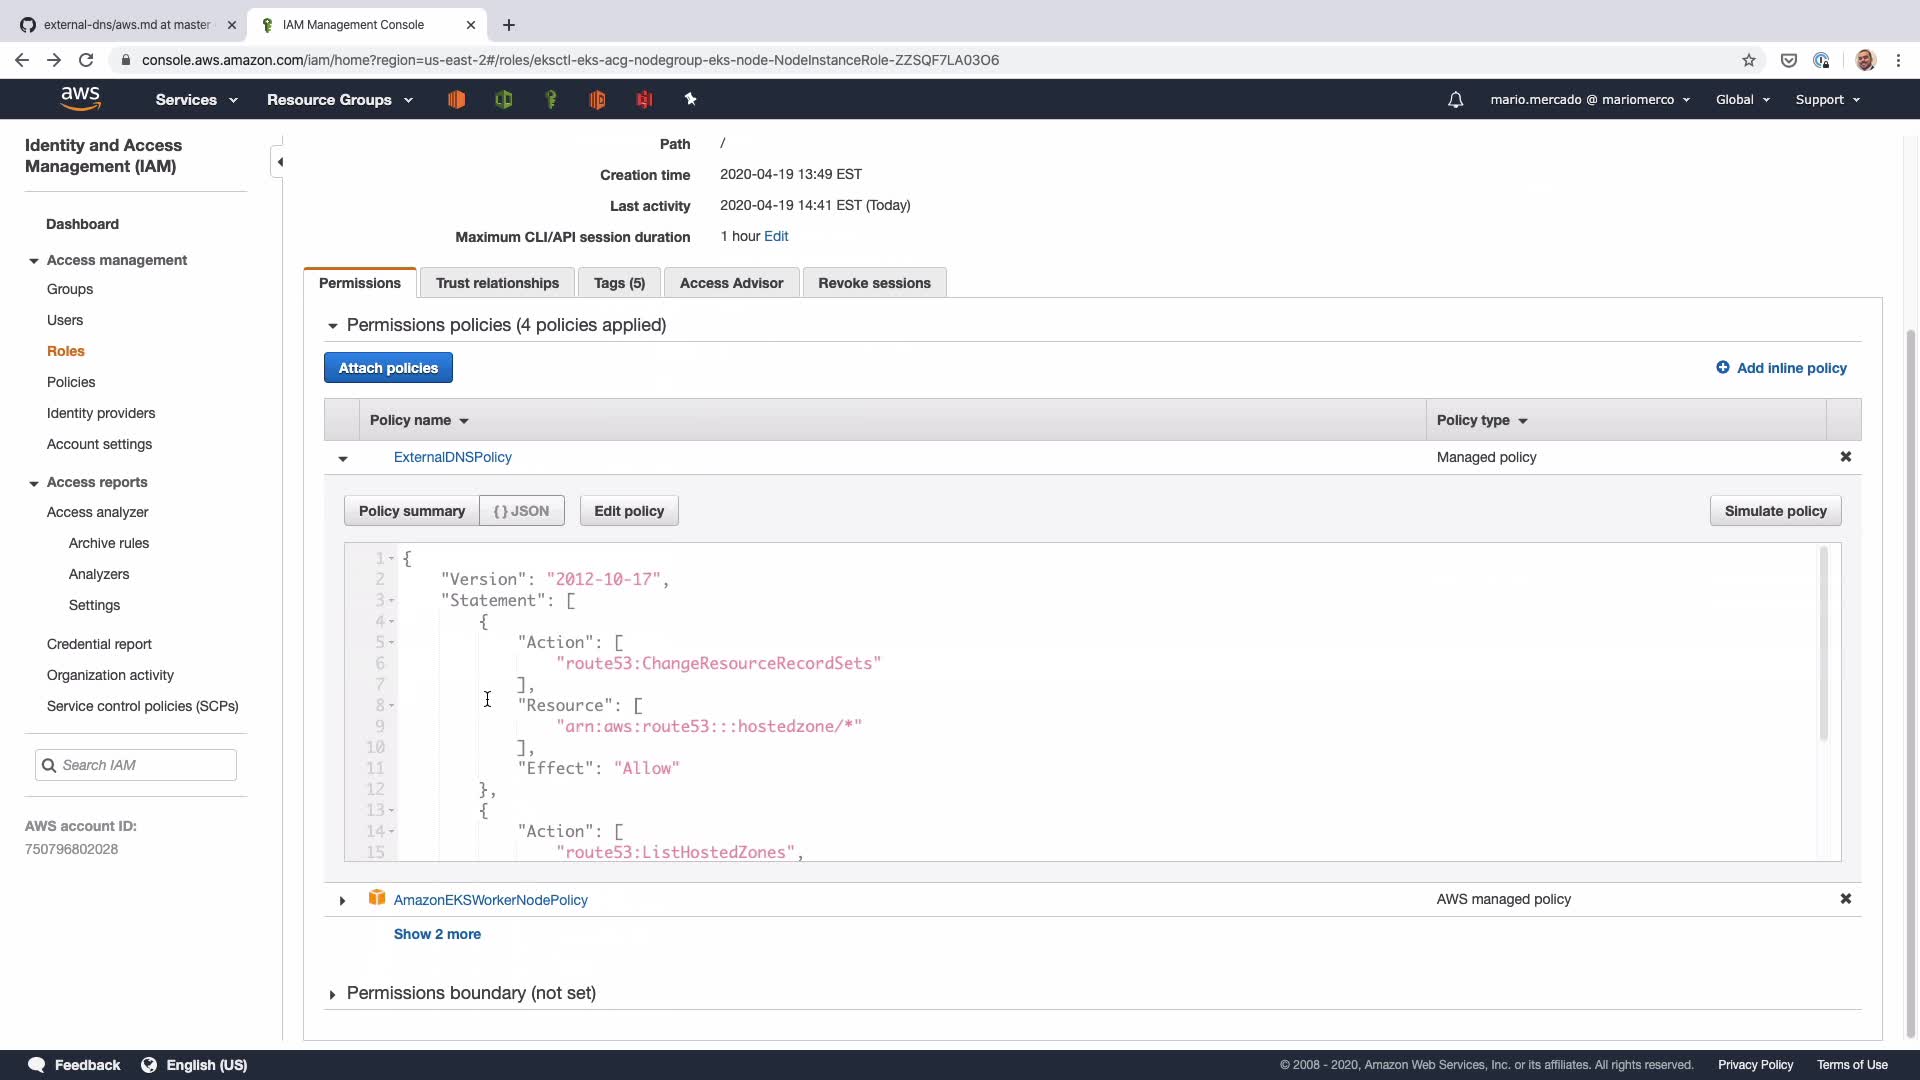 external-dns/aws.md at master
IAM Management Console
console.aws.amazon.com/iam/home?region=us-east-2#/roles/eksctl-eks-acg-nodegroup-eks-node-NodeInstanceRole-ZZSQF7LA03O6
aws
Services
Resource Groups
mario.mercado @ mariomerco
Global
Support
Identity and Access
Management (IAM)
Dashboard
Access management
Groups
Users
Roles
Policies
Identity providers
Account settings
Access reports
Access analyzer
Archive rules
Analyzers
Settings
Credential report
Organization activity
Service control policies (SCPs)
Search IAM
AWS account ID:
750796802028
Path /
Creation time 2020-04-19 13:49 EST
Last activity 2020-04-19 14:41 EST (Today)
Maximum CLI/API session duration 1 hour Edit
Permissions
Trust relationships
Tags (5)
Access Advisor
Revoke sessions
Permissions policies (4 policies applied)
Attach policies
Add inline policy
Policy name
Policy type
ExternalDNSPolicy
Managed policy
Policy summary
{ } JSON
Edit policy
Simulate policy
1 {
2 "Version": "2012-10-17",
3 "Statement": [
4 {
5 "Action": [
6 "route53:ChangeResourceRecordSets"
7 ],
8 "Resource": [
9 "arn:aws:route53:::hostedzone/*"
10 ],
11 "Effect": "Allow"
12 },
13 {
14 "Action": [
15 "route53:ListHostedZones",
AmazonEKSWorkerNodePolicy
AWS managed policy
Show 2 more
Permissions boundary (not set)
Feedback
English (US)
© 2008 - 2020, Amazon Web Services, Inc. or its affiliates. All rights reserved.
Privacy Policy
Terms of Use